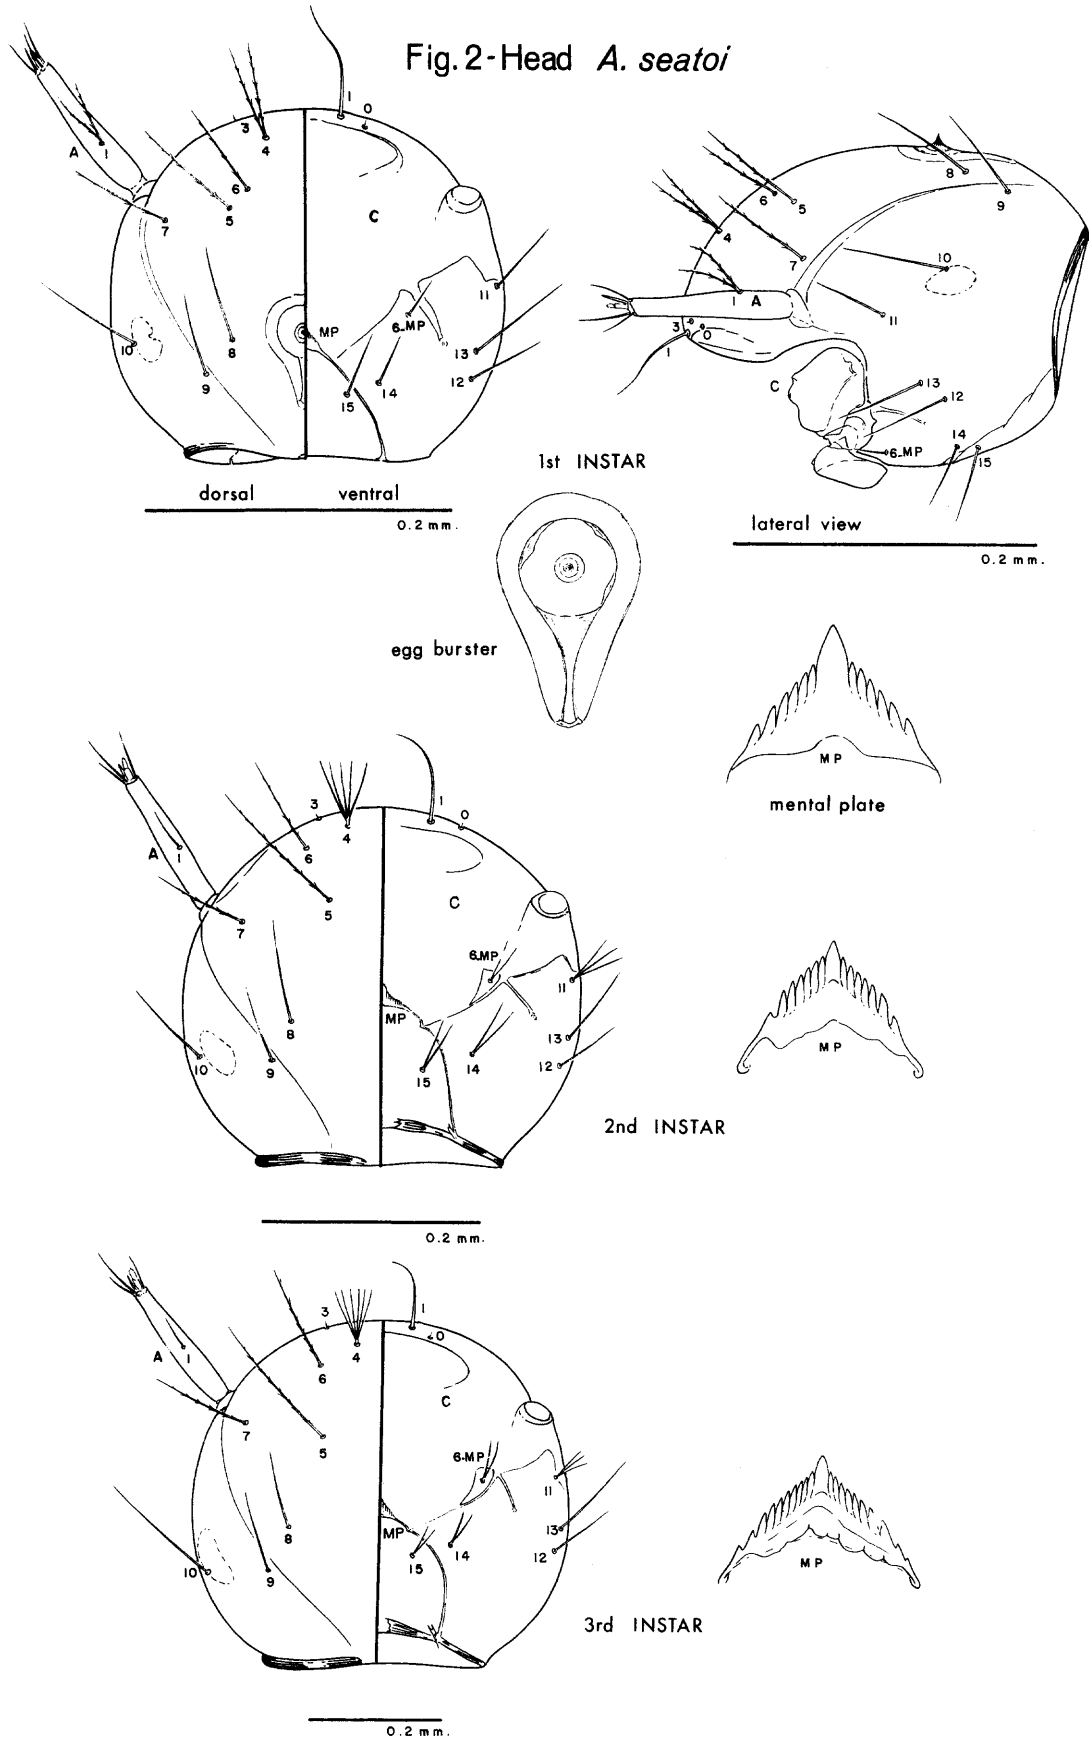 Fig. 2-Head A. seatoi
1
0
3
4
A
1
6
5
7
C
11
10
8
9
MP
6-MP
13
12
14
15
dorsal
ventral
0.2 mm.
1st INSTAR
8
9
6
5
4
7
10
1
A
11
3
0
1
C
13
12
14
15
6-MP
lateral view
0.2 mm.
egg burster
MP
mental plate
3
4
1
0
6
A
1
5
7
C
6-MP
11
8
9
10
MP
13
12
14
15
MP
2nd INSTAR
0.2 mm.
3
4
1
0
A
1
6
7
5
C
6-MP
11
8
9
10
MP
13
12
14
15
MP
3rd INSTAR
0.2 mm.